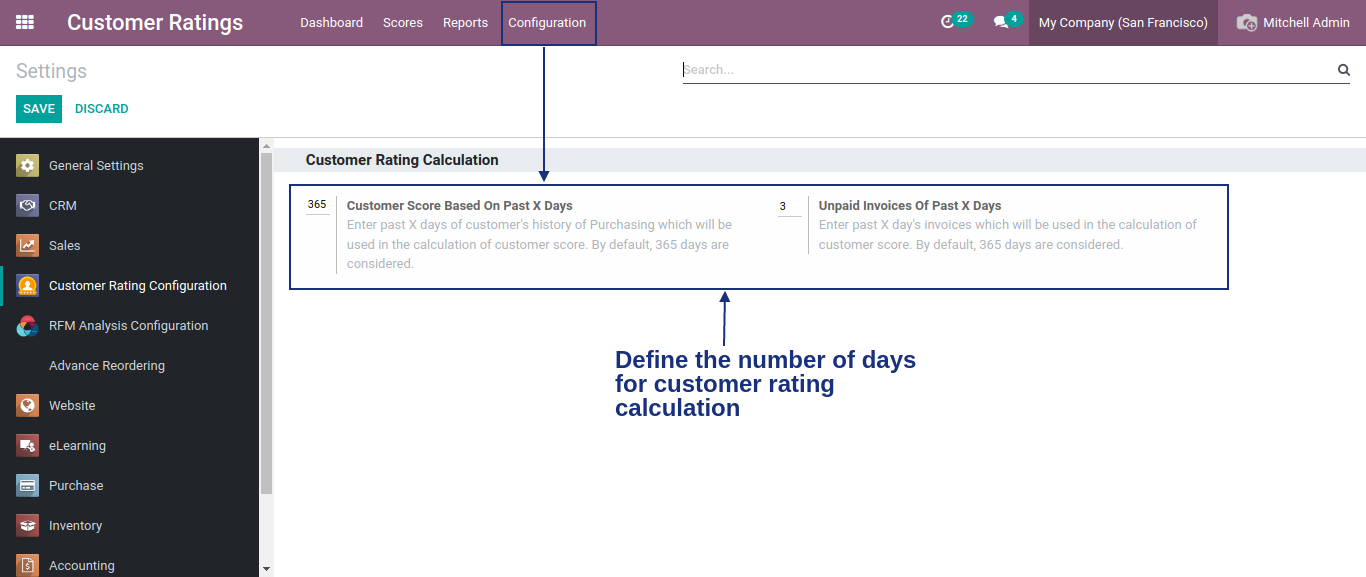 Customer Ratings Dashboard Scores Reports Configuration 22 4 My Company (San Francisco) Mitchell Admin
Settings
Search...
SAVE DISCARD
General Settings
CRM
Sales
Customer Rating Configuration
RFM Analysis Configuration
Advance Reordering
Website
eLearning
Purchase
Inventory
Accounting
Customer Rating Calculation
365 Customer Score Based On Past X Days
Enter past X days of customer's history of Purchasing which will be
used in the calculation of customer score. By default, 365 days are
considered.
3 Unpaid Invoices Of Past X Days
Enter past X day's invoices which will be used in the calculation of
customer score. By default, 365 days are considered.
Define the number of days
for customer rating
calculation